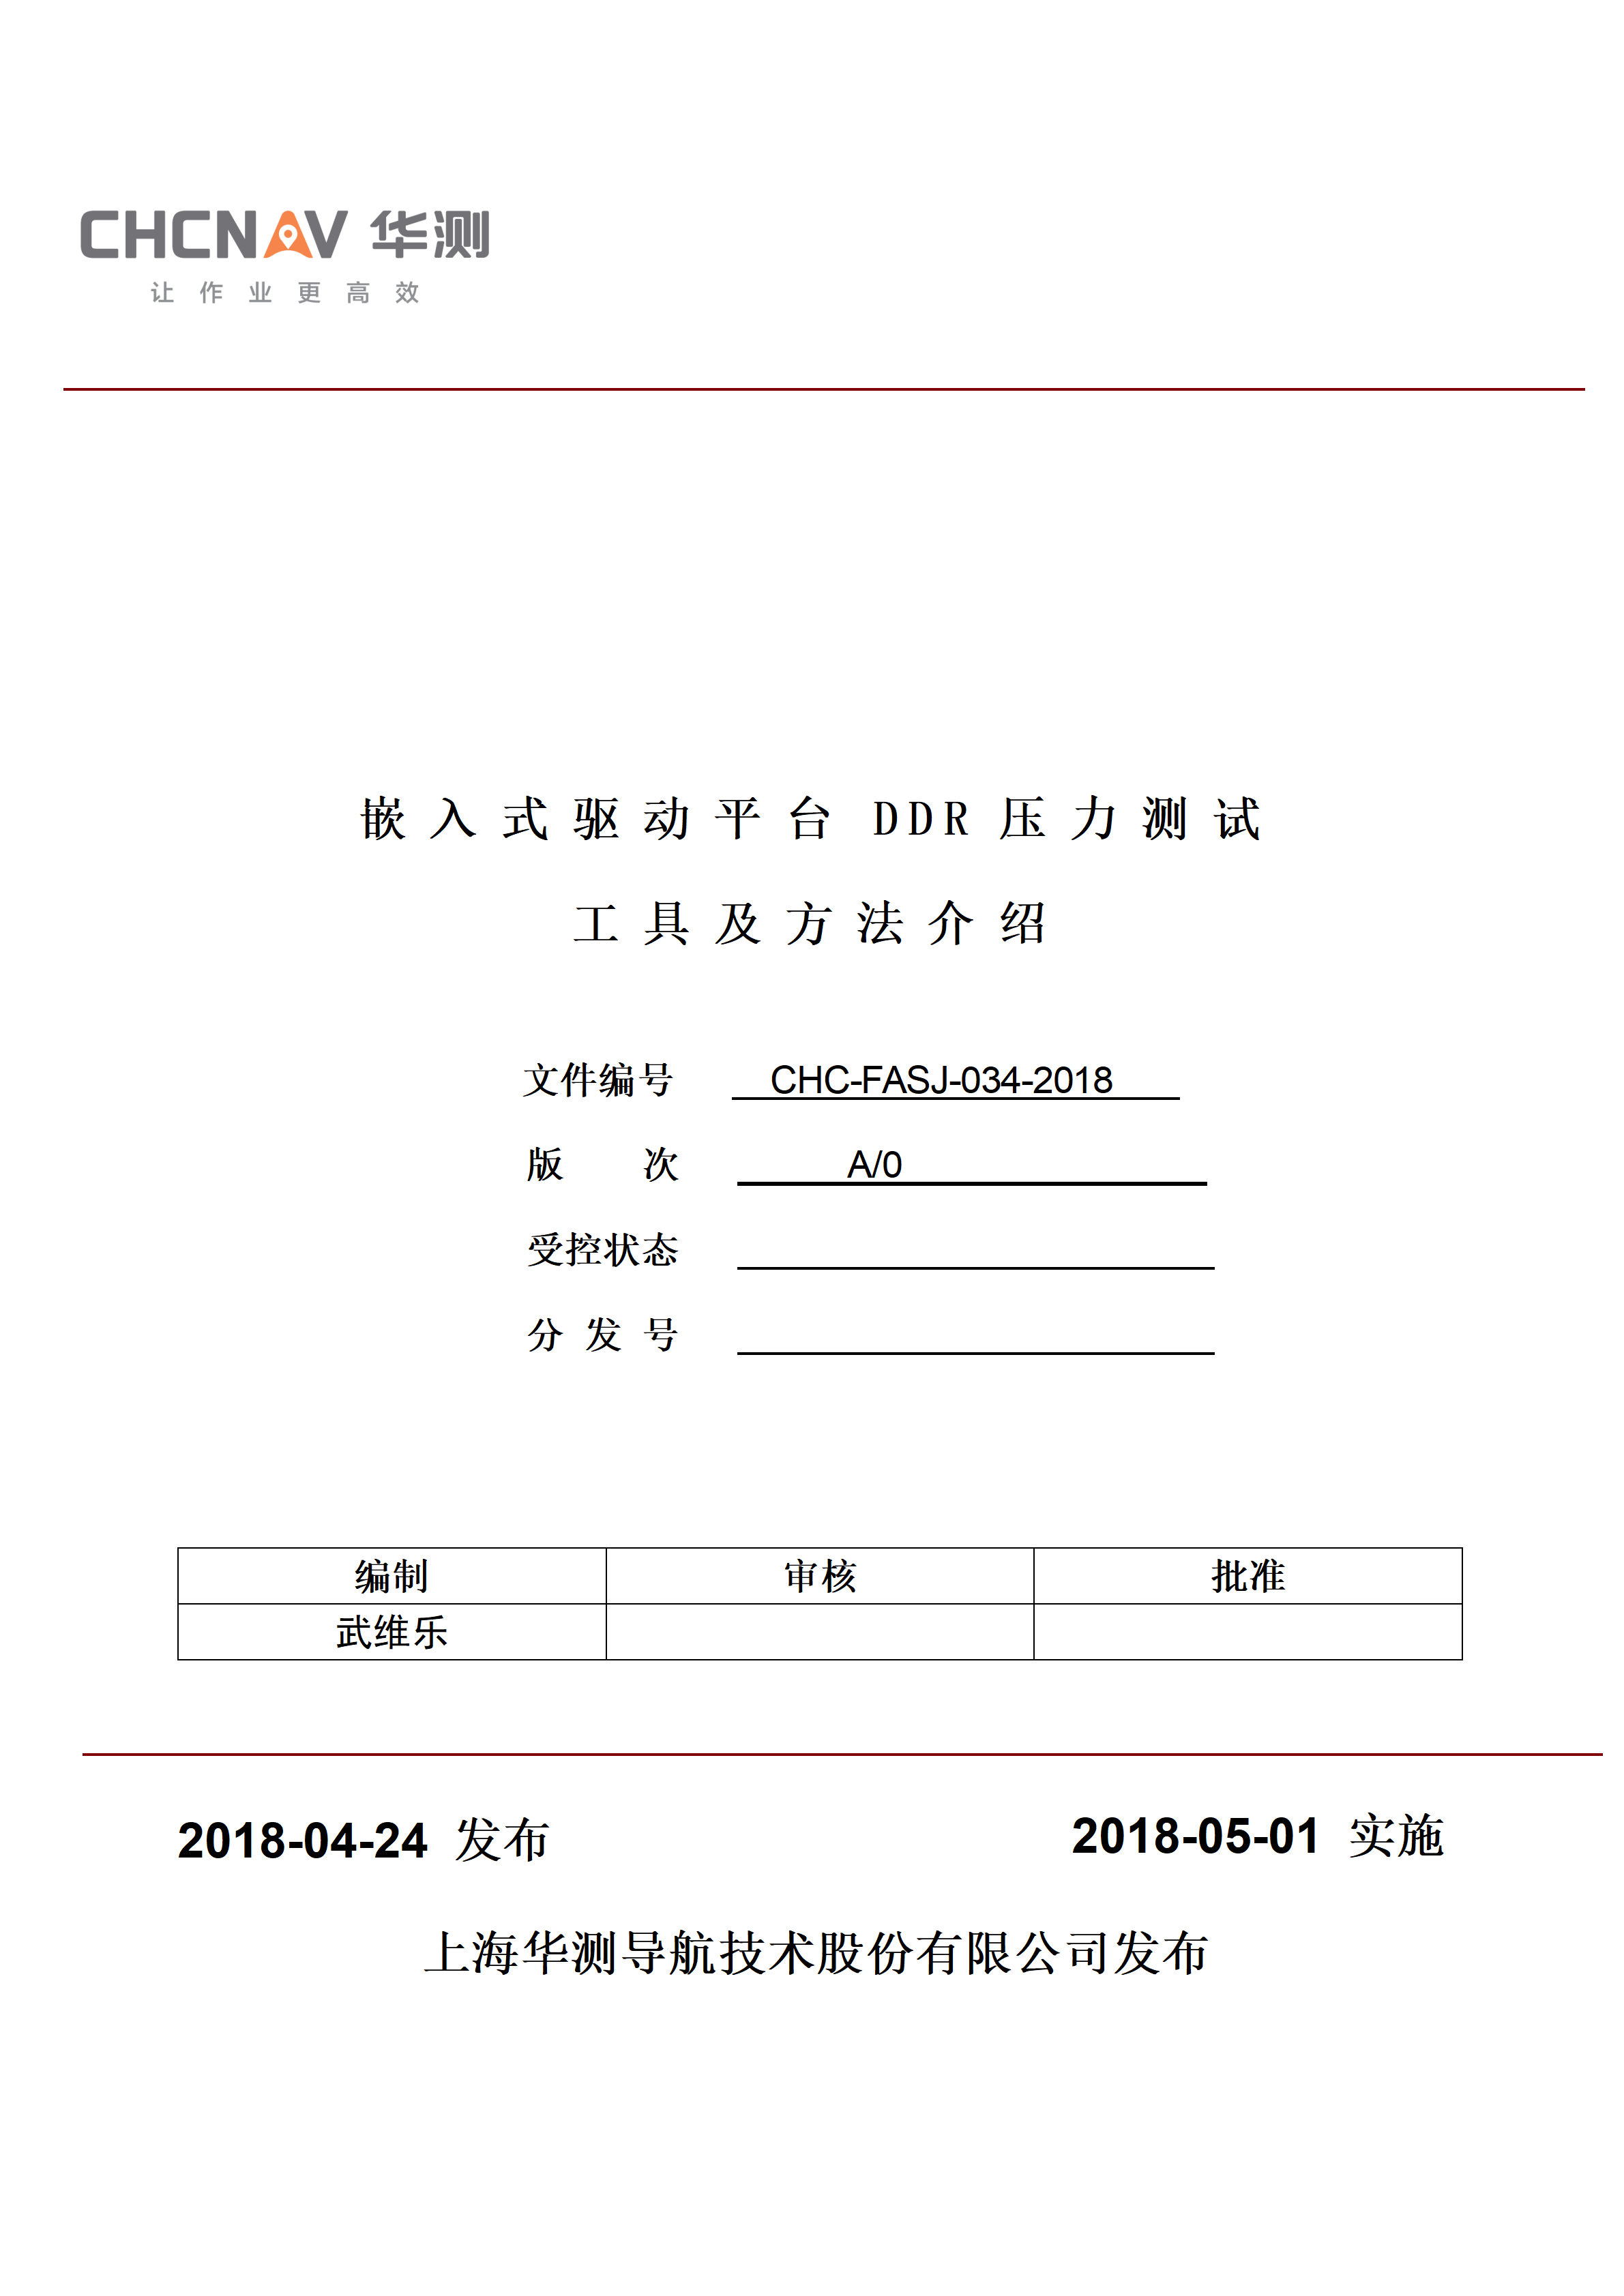 CHCNAV 华测
让作业更高效
嵌入式驱动平台 DDR 压力测试
工具及方法介绍
文件编号 CHC-FASJ-034-2018
版 次 A/0
受控状态
分 发 号
编制 审核 批准
武维乐
2018-04-24 发布 2018-05-01 实施
上海华测导航技术股份有限公司发布